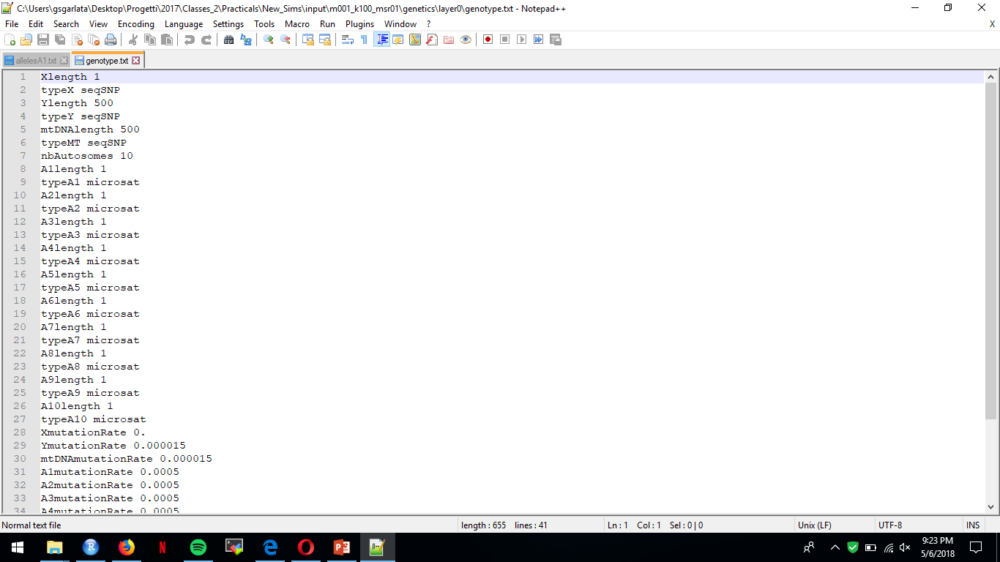 C:\Users\gsgarlata\Desktop\Progetti\2017\Classes_2\Practicals\New_Sims\input\m001_k100_msr01\genetics\layer0\genotype.txt - Notepad++
File Edit Search View Encoding Language Settings Tools Macro Run Plugins Window ? X
allelesA1.txt genotype.txt
1 Xlength 1
2 typeX seqSNP
3 Ylength 500
4 typeY seqSNP
5 mtDNAlength 500
6 typeMT seqSNP
7 nbAutosomes 10
8 A1length 1
9 typeA1 microsat
10 A2length 1
11 typeA2 microsat
12 A3length 1
13 typeA3 microsat
14 A4length 1
15 typeA4 microsat
16 A5length 1
17 typeA5 microsat
18 A6length 1
19 typeA6 microsat
20 A7length 1
21 typeA7 microsat
22 A8length 1
23 typeA8 microsat
24 A9length 1
25 typeA9 microsat
26 A10length 1
27 typeA10 microsat
28 XmutationRate 0.
29 YmutationRate 0.000015
30 mtDNAmutationRate 0.000015
31 A1mutationRate 0.0005
32 A2mutationRate 0.0005
33 A3mutationRate 0.0005
34 A4mutationRate 0.0005
Normal text file length : 655 lines : 41 Ln : 1 Col : 1 Sel : 0 | 0 Unix (LF) UTF-8 INS
9:23 PM
5/6/2018